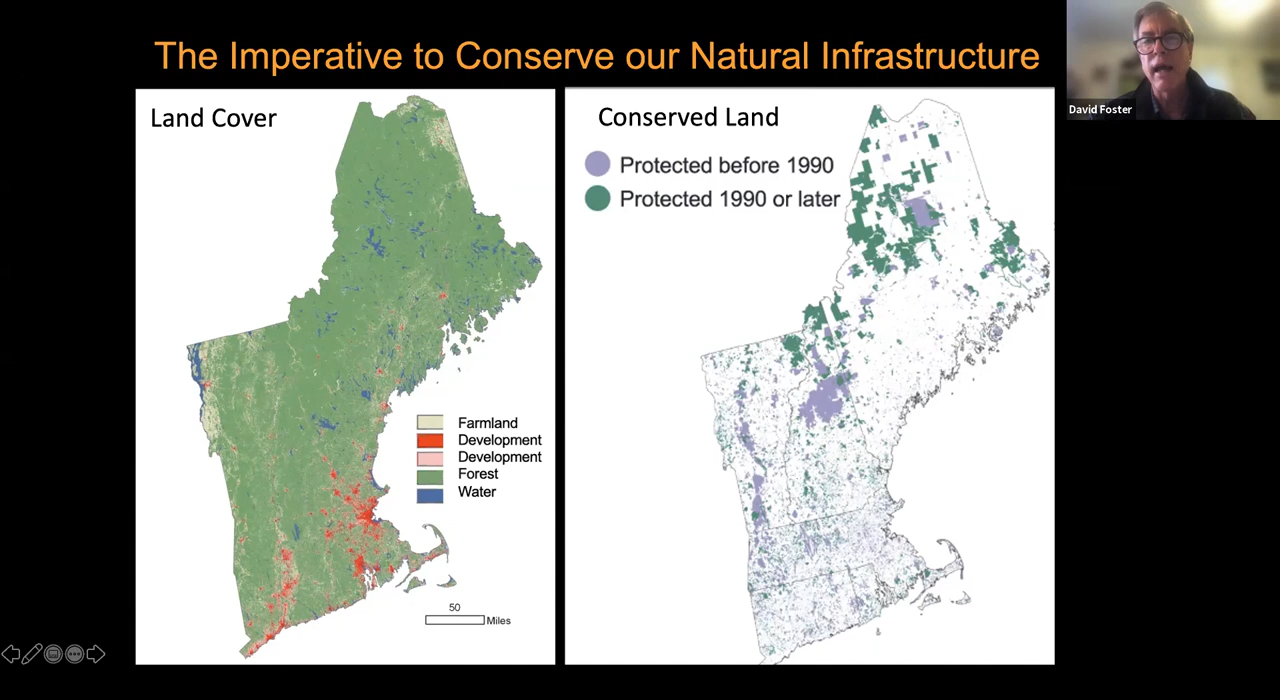 The Imperative to Conserve our Natural Infrastructure
David Foster
Land Cover
Farmland
Development
Development
Forest
Water
50
Miles
Conserved Land
Protected before 1990
Protected 1990 or later